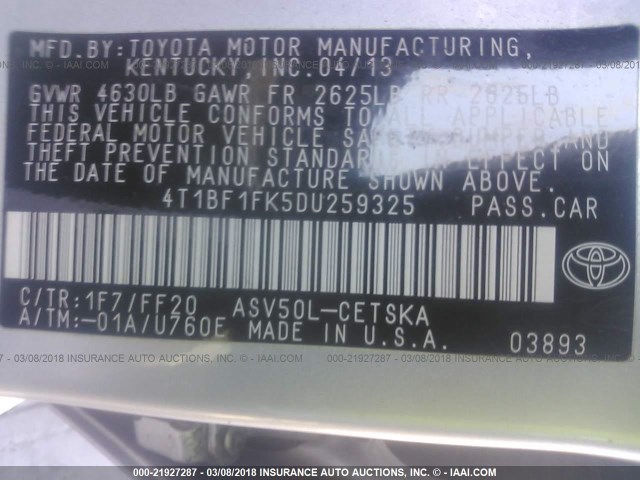 MFD.BY:TOYOTA MOTOR MANUFACTURING,
KENTUCKY,INC.04/13
GVWR 4630LB GAWR FR 2625LB RR 2625LB
THIS VEHICLE CONFORMS TO ALL APPLICABLE
FEDERAL MOTOR VEHICLE SAFETY, BUMPER, AND
THEFT PREVENTION STANDARDS IN EFFECT ON
THE DATE OF MANUFACTURE SHOWN ABOVE.
4T1BF1FK5DU259325 PASS.CAR
TOYOTA
C/TR:1F7/FF20 ASV50L-CETSKA
A/TM:-01A/U760E MADE IN U.S.A. 03893
000-21927287 - 03/08/2018 INSURANCE AUTO AUCTIONS INC. - © IAAI.COM